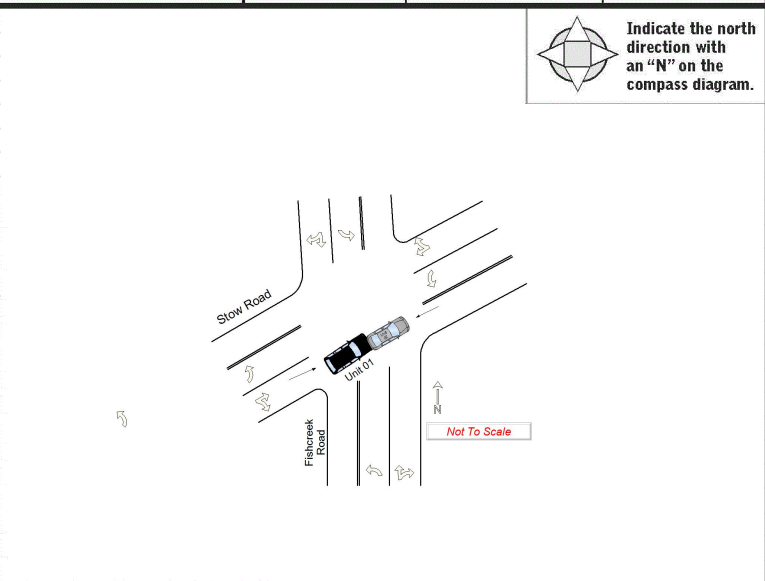 Indicate the north
direction with
an “N” on the
compass diagram.
Stow Road
Unit 01
N
Not To Scale
Fishcreek
Road